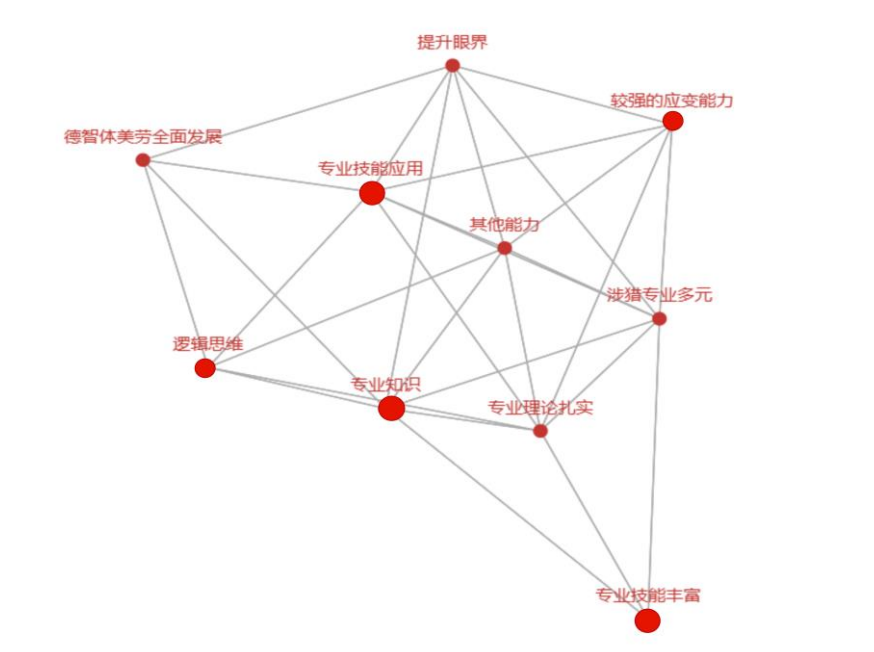 提升眼界
较强的应变能力
德智体美劳全面发展
专业技能应用
其他能力
涉猎专业多元
逻辑思维
专业知识
专业理论扎实
专业技能丰富